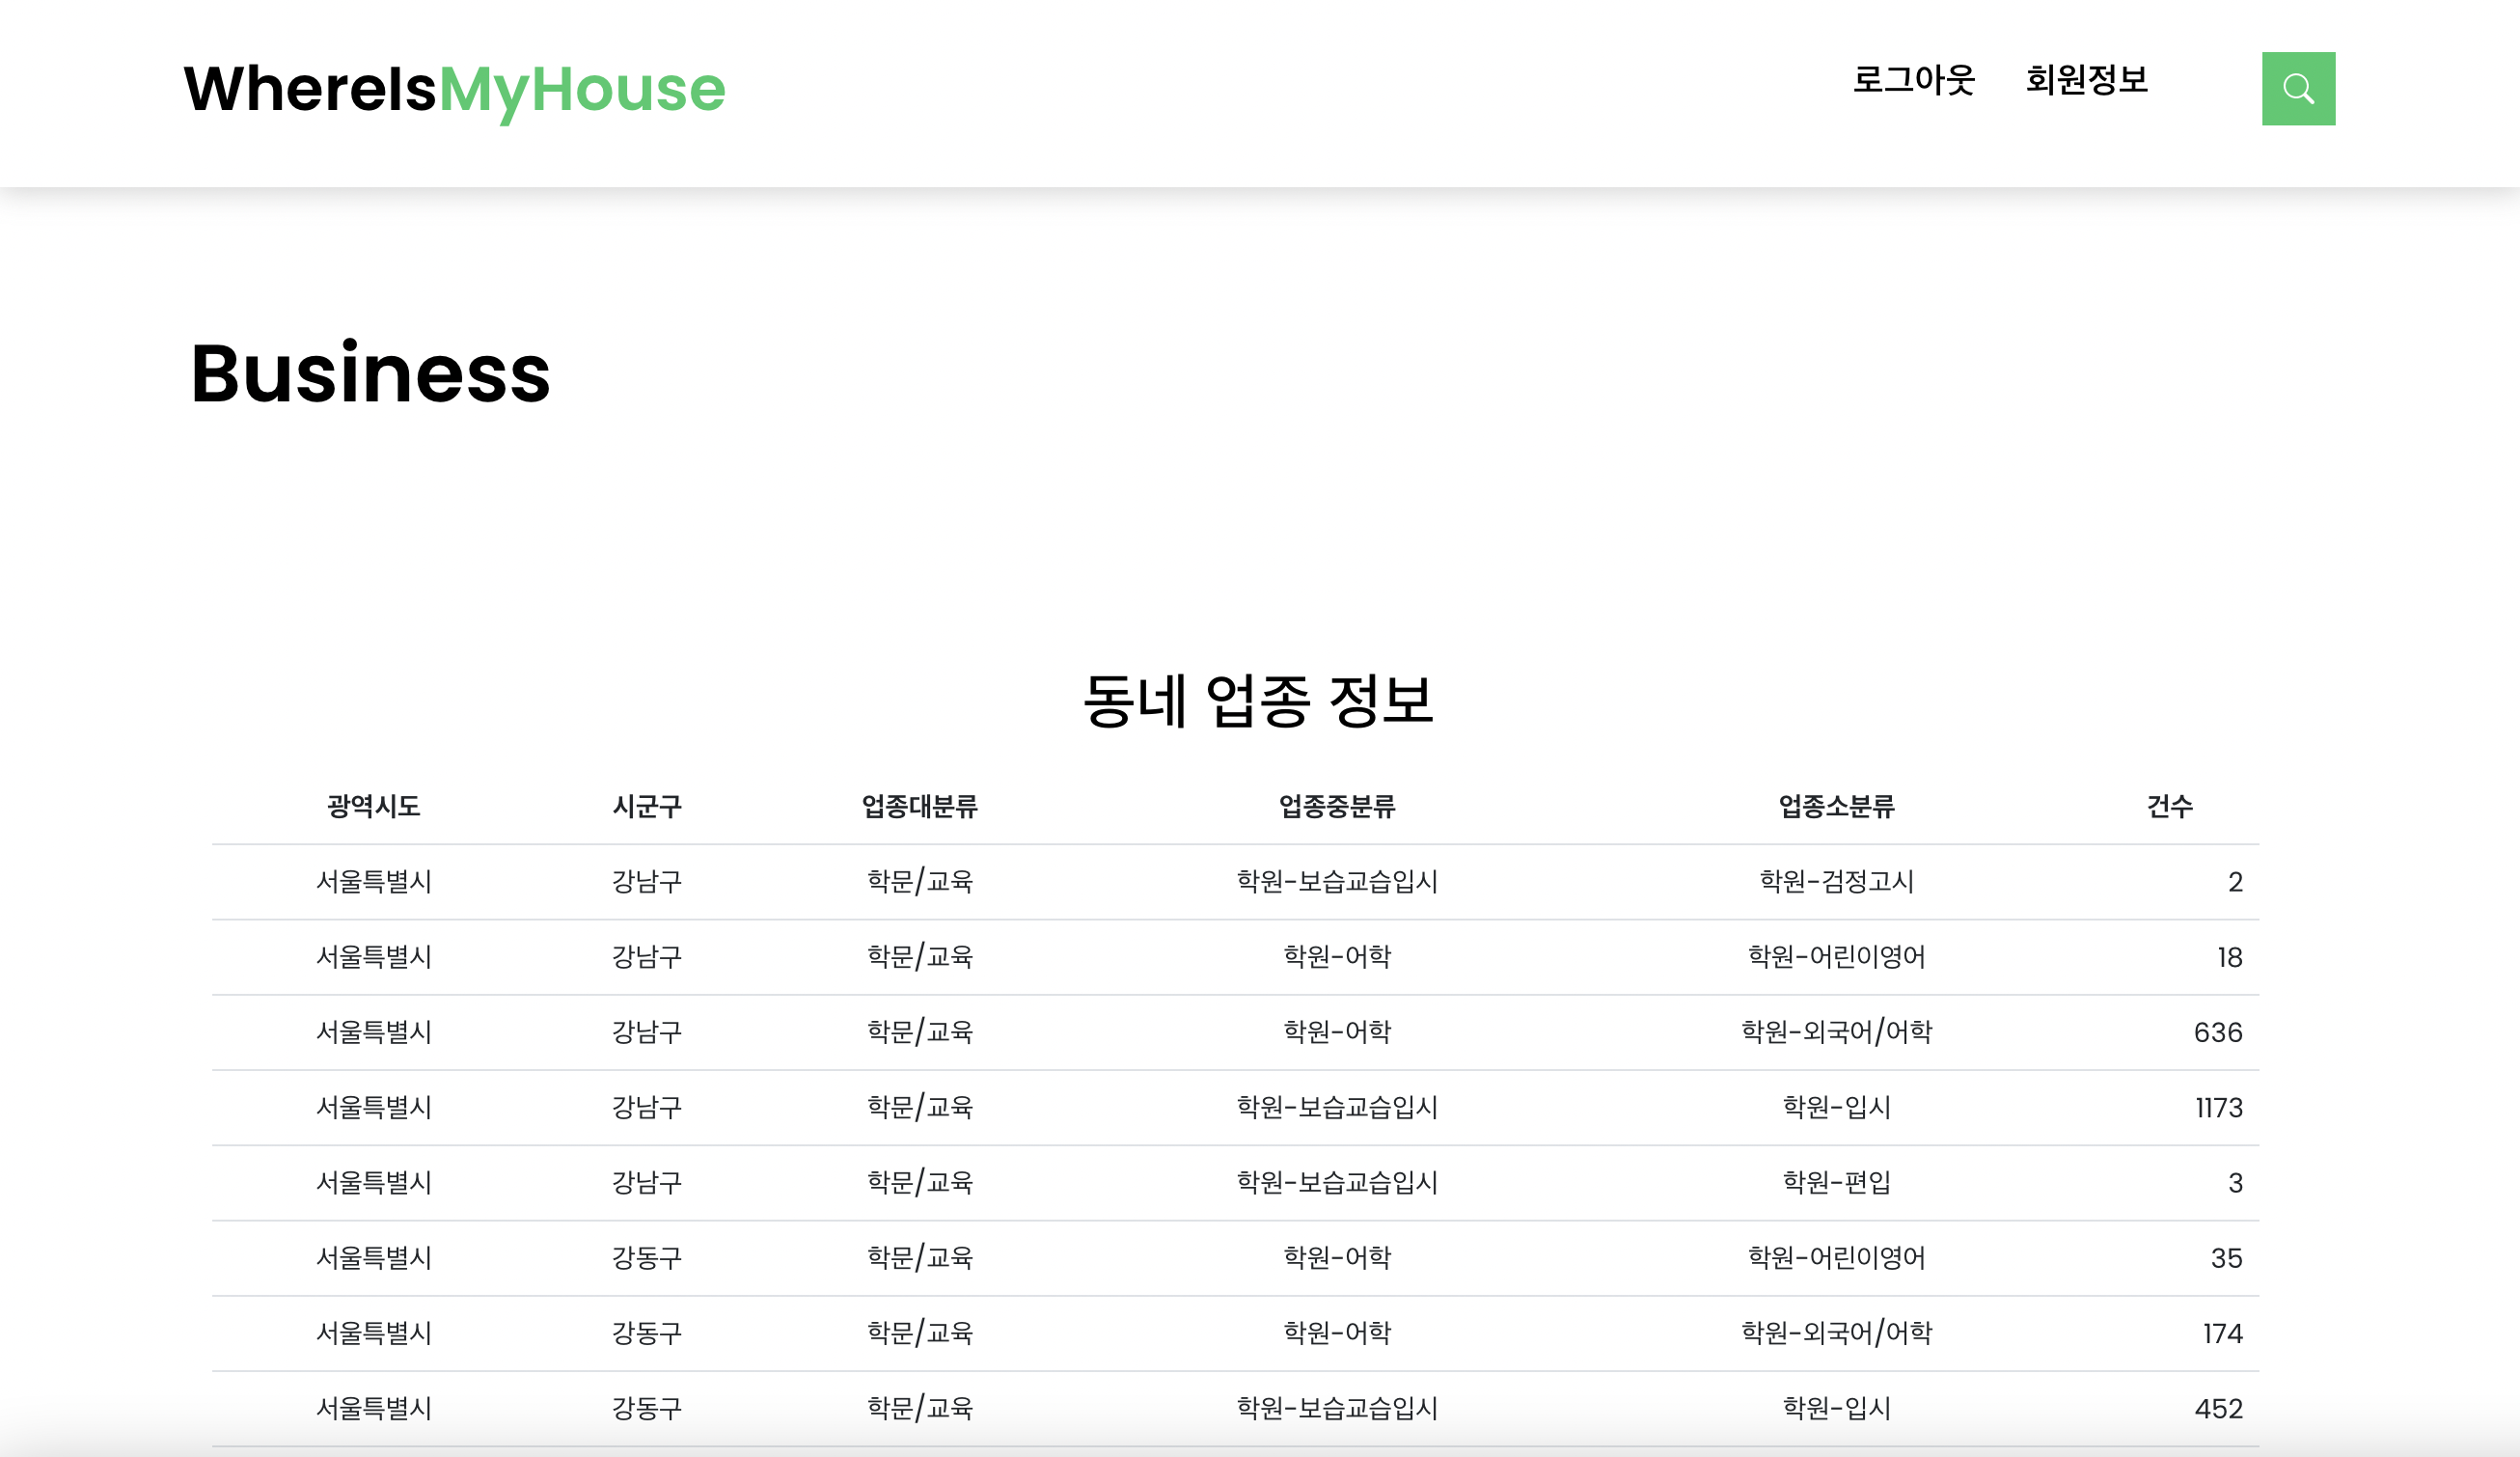 WhereIsMyHouse 로그아웃 회원정보
Business
동네 업종 정보
광역시도 시군구 업종대분류 업종중분류 업종소분류 건수
서울특별시 강남구 학문/교육 학원-보습교습입시 학원-검정고시 2
서울특별시 강남구 학문/교육 학원-어학 학원-어린이영어 18
서울특별시 강남구 학문/교육 학원-어학 학원-외국어/어학 636
서울특별시 강남구 학문/교육 학원-보습교습입시 학원-입시 1173
서울특별시 강남구 학문/교육 학원-보습교습입시 학원-편입 3
서울특별시 강동구 학문/교육 학원-어학 학원-어린이영어 35
서울특별시 강동구 학문/교육 학원-어학 학원-외국어/어학 174
서울특별시 강동구 학문/교육 학원-보습교습입시 학원-입시 452